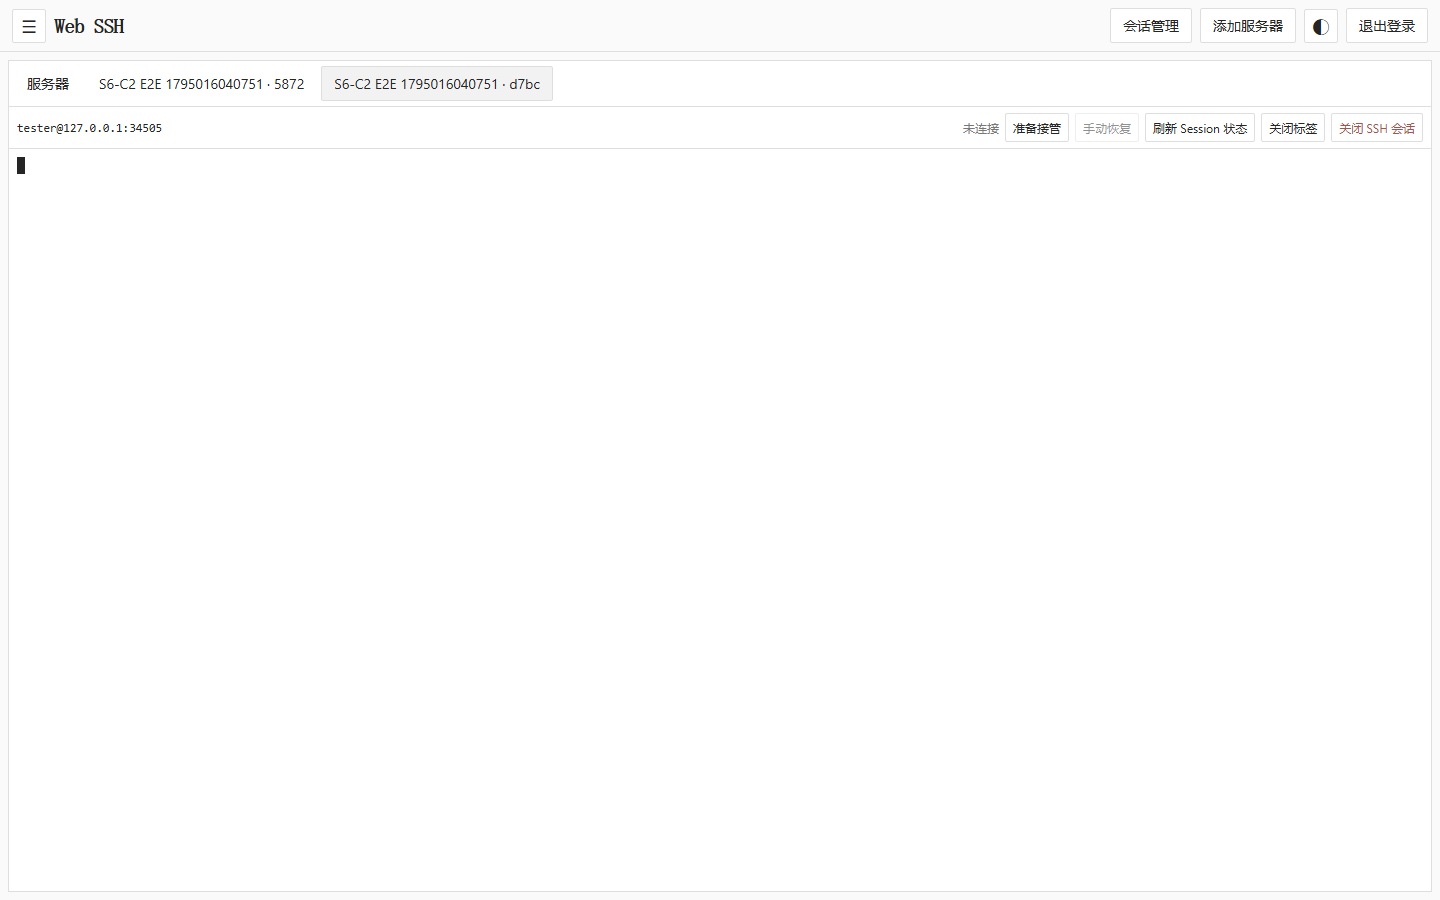 ☰ Web SSH 会话管理 添加服务器 退出登录
服务器 S6-C2 E2E 1795016040751 · 5872 S6-C2 E2E 1795016040751 · d7bc
tester@127.0.0.1:34505 未连接 准备接管 手动恢复 刷新 Session 状态 关闭标签 关闭 SSH 会话